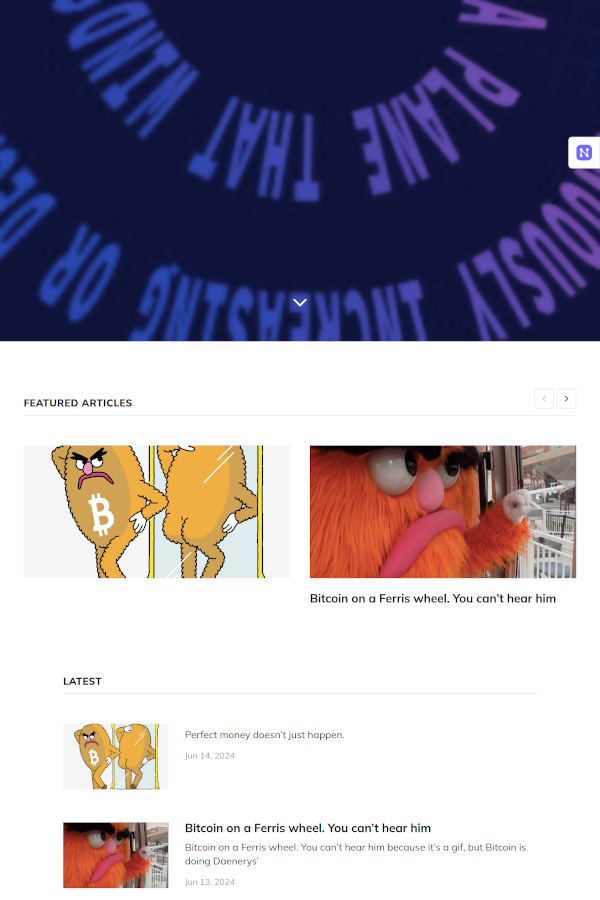 A PLANE THAT WINDS
OUSLY INCREASING OR DE
N
FEATURED ARTICLES
Bitcoin on a Ferris wheel. You can’t hear him
LATEST
Perfect money doesn’t just happen.
Jun 14, 2024
Bitcoin on a Ferris wheel. You can’t hear him
Bitcoin on a Ferris wheel. You can’t hear him because it’s a gif, but Bitcoin is
doing Daenerys’
Jun 13, 2024